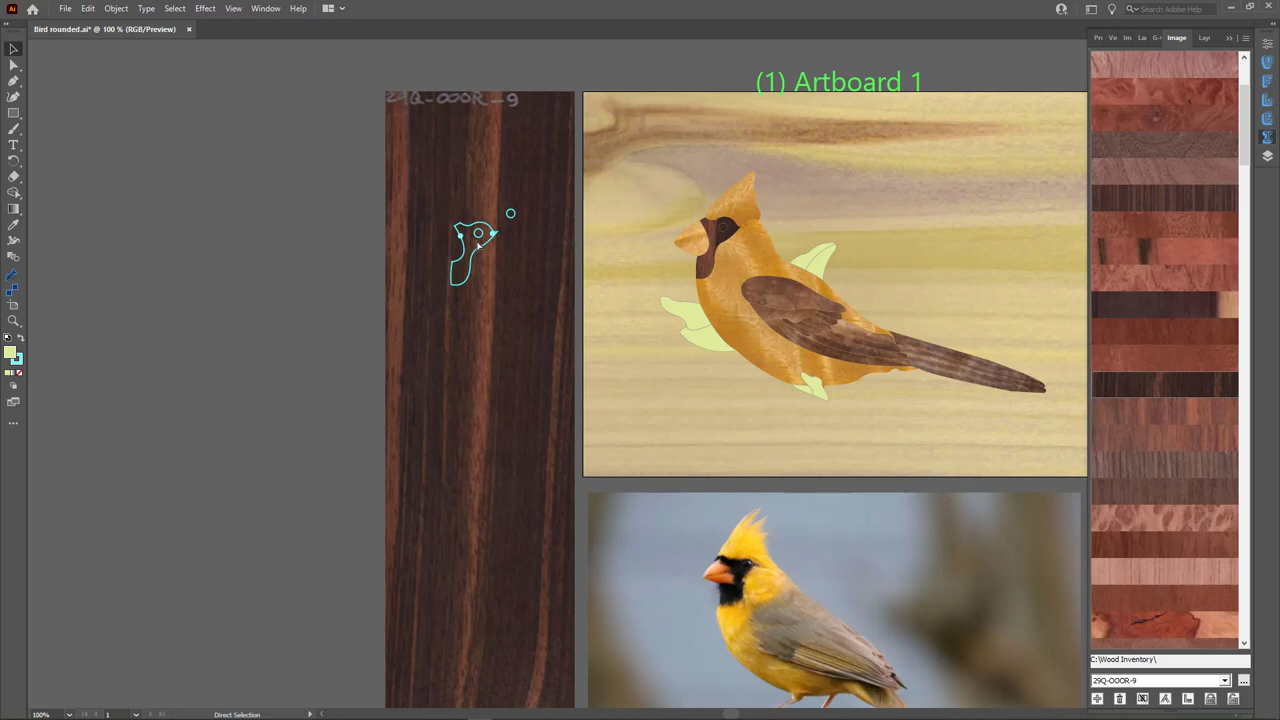 Ai File Edit Object Type Select Effect View Window Help
Search Adobe Help
Bird rounded.ai* @ 100 % (RGB/Preview)
Image
29Q-OOOR-9
(1) Artboard 1
C:\Wood Inventory\
29Q-OOOR-9
100% 1 Direct Selection